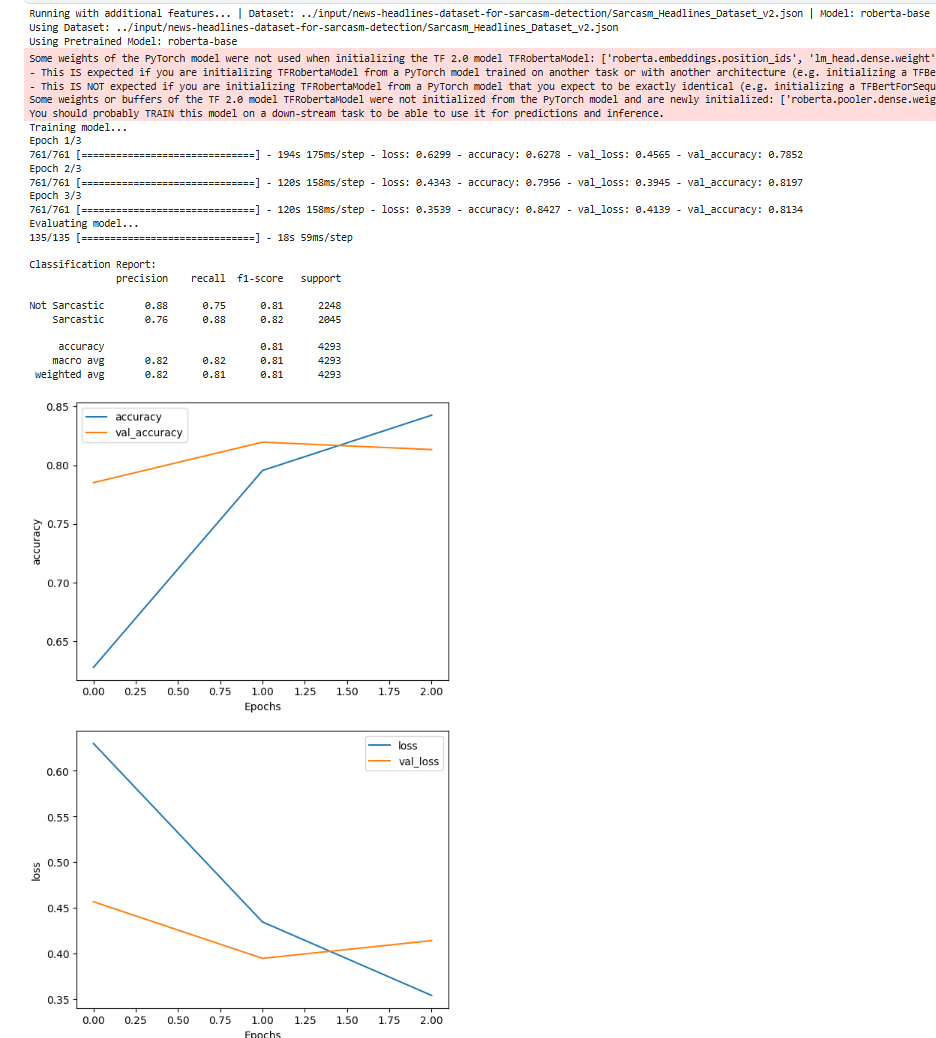 Running with additional features... | Dataset: ../input/news-headlines-dataset-for-sarcasm-detection/Sarcasm_Headlines_Dataset_v2.json | Model: roberta-base
Using Dataset: ../input/news-headlines-dataset-for-sarcasm-detection/Sarcasm_Headlines_Dataset_v2.json
Using Pretrained Model: roberta-base
Some weights of the PyTorch model were not used when initializing the TF 2.0 model TFRobertaModel: ['roberta.embeddings.position_ids', 'lm_head.dense.weight'
- This IS expected if you are initializing TFRobertaModel from a PyTorch model trained on another task or with another architecture (e.g. initializing a TFBe
- This IS NOT expected if you are initializing TFRobertaModel from a PyTorch model that you expect to be exactly identical (e.g. initializing a TFBertForSequ
Some weights or buffers of the TF 2.0 model TFRobertaModel were not initialized from the PyTorch model and are newly initialized: ['roberta.pooler.dense.weig
You should probably TRAIN this model on a down-stream task to be able to use it for predictions and inference.
Training model...
Epoch 1/3
761/761 [==============================] - 194s 175ms/step - loss: 0.6299 - accuracy: 0.6278 - val_loss: 0.4565 - val_accuracy: 0.7852
Epoch 2/3
761/761 [==============================] - 120s 158ms/step - loss: 0.4343 - accuracy: 0.7956 - val_loss: 0.3945 - val_accuracy: 0.8197
Epoch 3/3
761/761 [==============================] - 120s 158ms/step - loss: 0.3539 - accuracy: 0.8427 - val_loss: 0.4139 - val_accuracy: 0.8134
Evaluating model...
135/135 [==============================] - 18s 59ms/step
Classification Report:
precision recall f1-score support
Not Sarcastic 0.88 0.75 0.81 2248
Sarcastic 0.76 0.88 0.82 2045
accuracy 0.81 4293
macro avg 0.82 0.82 0.81 4293
weighted avg 0.82 0.81 0.81 4293
accuracy
val_accuracy
0.85
0.80
0.75
0.70
0.65
accuracy
0.00 0.25 0.50 0.75 1.00 1.25 1.50 1.75 2.00
Epochs
loss
val_loss
0.60
0.55
0.50
0.45
0.40
0.35
loss
0.00 0.25 0.50 0.75 1.00 1.25 1.50 1.75 2.00
Epochs